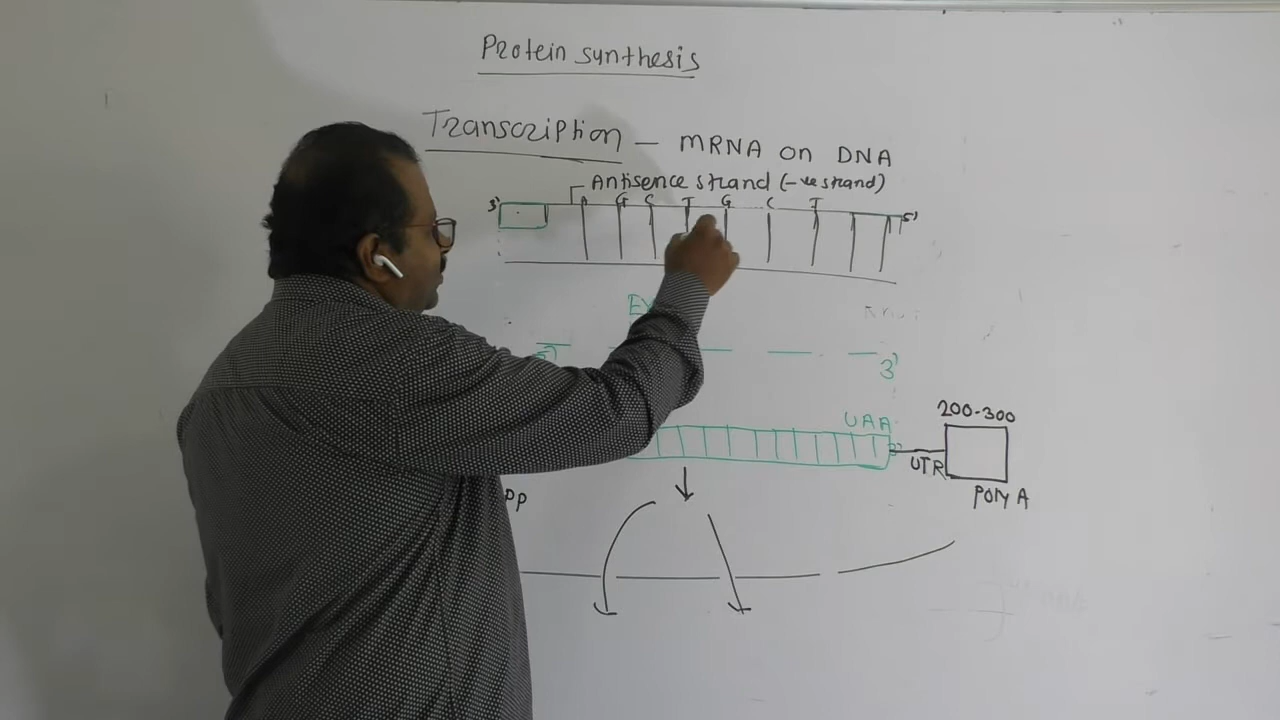 Protein synthesis
Transcription — mRNA on DNA
Antisence strand (-ve strand)
3' G C T G C T 5'
3'
UAA
200-300
3'
UTR
Poly A
PP